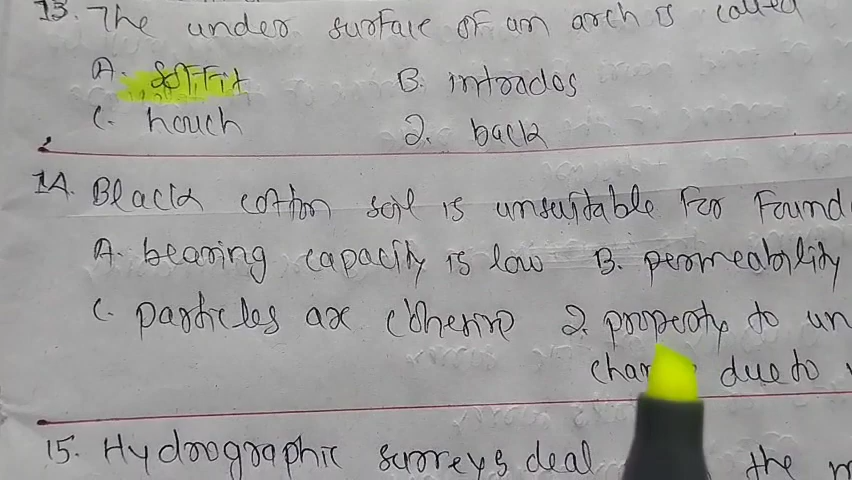 13. The under surface of an arch is called
A. Soffit B. intrados
C. houch D. back
14. Black cotton soil is unsuitable for Found
A. bearing capacity is low B. permeability
C. particles are cohesive D. property to un
due to
15. Hydrographic surveys deal the